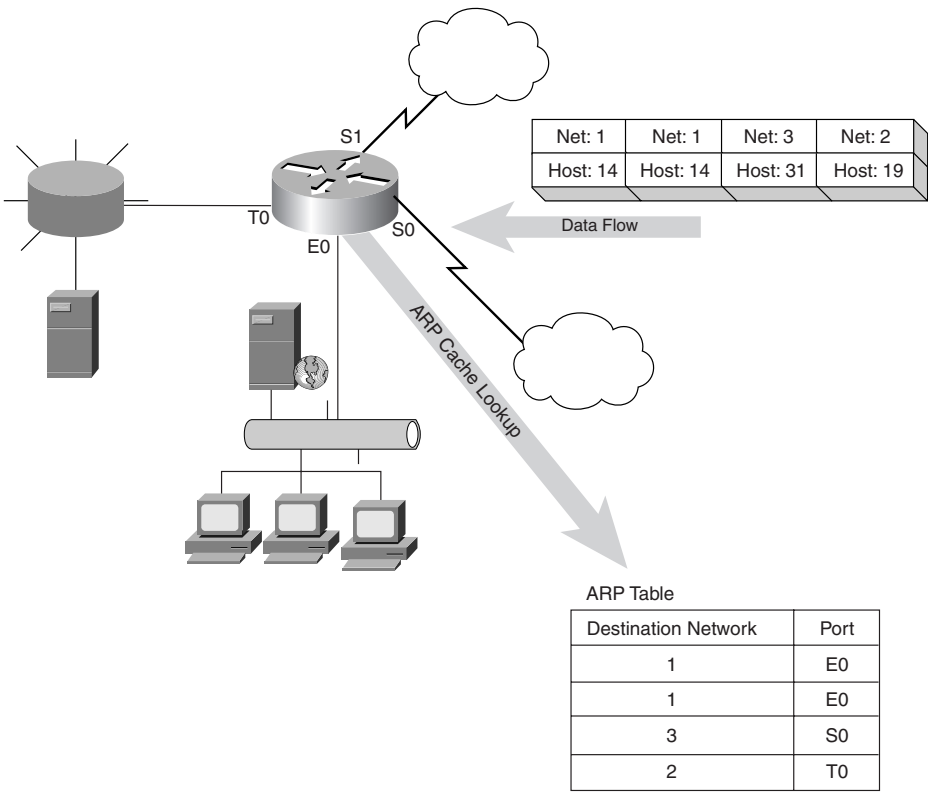 S1
Net: 1 Net: 1 Net: 3 Net: 2
Host: 14 Host: 14 Host: 31 Host: 19
T0
S0
E0
Data Flow
ARP Cache Lookup
ARP Table
Destination Network Port
1 E0
1 E0
3 S0
2 T0